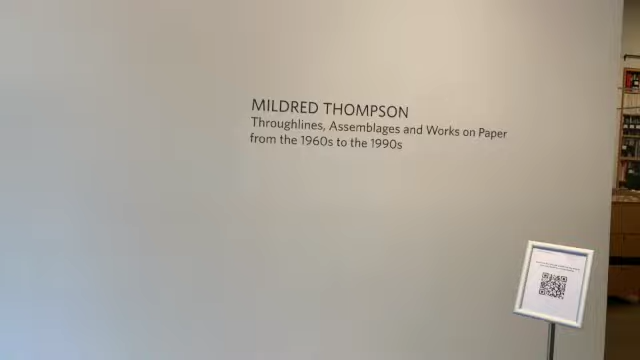 MILDRED THOMPSON
Throughlines, Assemblages and Works on Paper
from the 1960s to the 1990s